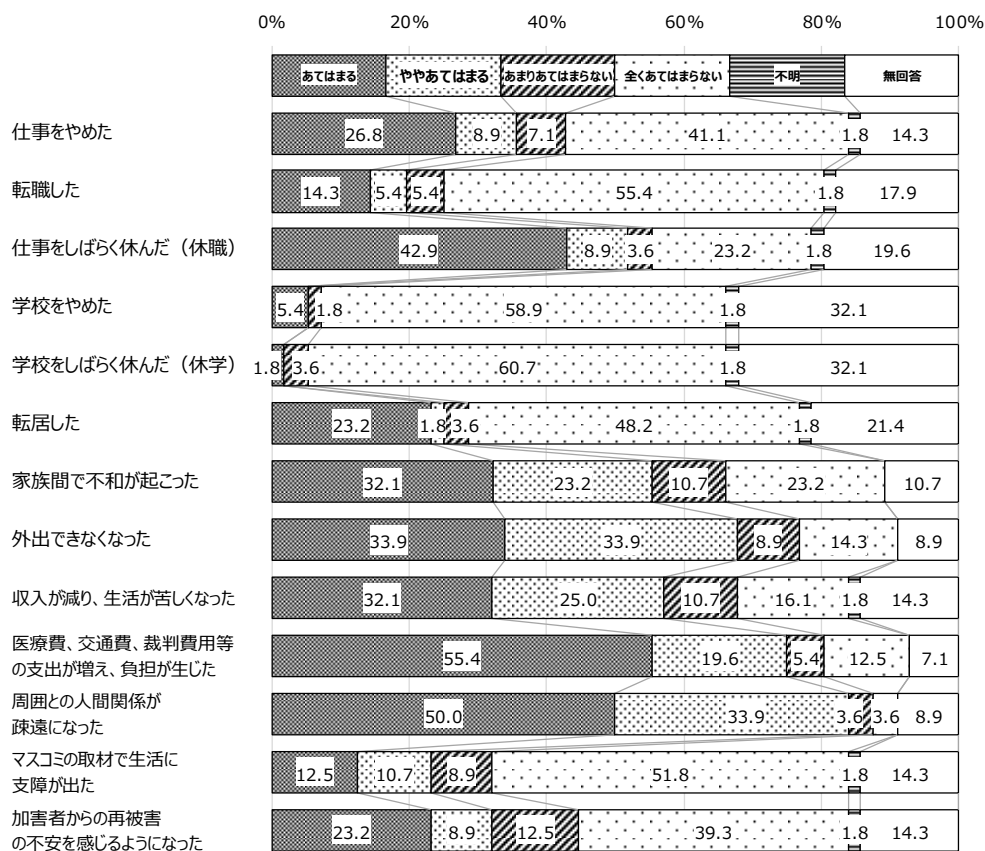 0% 20% 40% 60% 80% 100%
あてはまる ややあてはまる あまりあてはまらない 全くあてはまらない 不明 無回答
仕事をやめた 26.8 8.9 7.1 41.1 1.8 14.3
転職した 14.3 5.4 5.4 55.4 1.8 17.9
仕事をしばらく休んだ（休職） 42.9 8.9 3.6 23.2 1.8 19.6
学校をやめた 5.4 1.8 58.9 1.8 32.1
学校をしばらく休んだ（休学） 1.8 3.6 60.7 1.8 32.1
転居した 23.2 1.8 3.6 48.2 1.8 21.4
家族間で不和が起こった 32.1 23.2 10.7 23.2 10.7
外出できなくなった 33.9 33.9 8.9 14.3 8.9
収入が減り、生活が苦しくなった 32.1 25.0 10.7 16.1 1.8 14.3
医療費、交通費、裁判費用等
の支出が増え、負担が生じた 55.4 19.6 5.4 12.5 7.1
周囲との人間関係が
疎遠になった 50.0 33.9 3.6 3.6 8.9
マスコミの取材で生活に
支障が出た 12.5 10.7 8.9 51.8 1.8 14.3
加害者からの再被害
の不安を感じるようになった 23.2 8.9 12.5 39.3 1.8 14.3